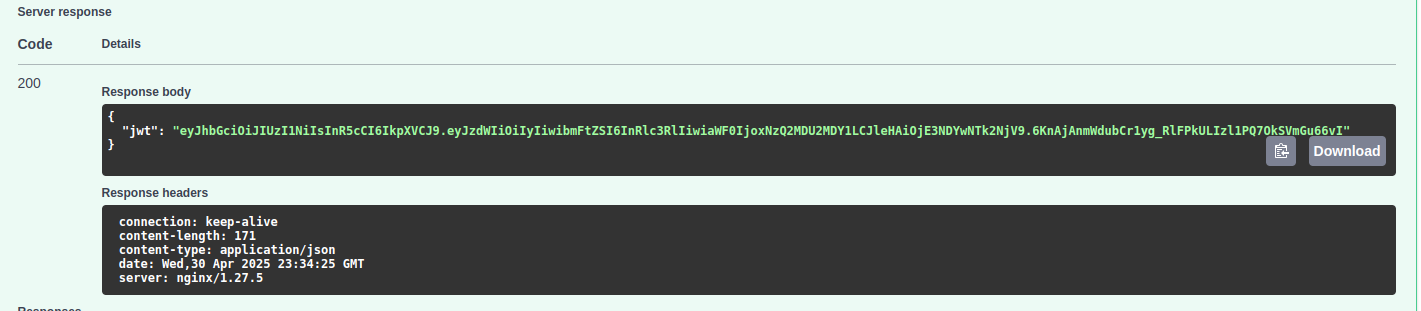 Server response
Code Details
200
Response body
{
"jwt": "eyJhbGciOiJIUzI1NiIsInR5cCI6IkpXVCJ9.eyJzdWIiOiIyIiwibmFtZSI6InRlc3RlIiwiaWF0IjoxNzQ2MDU2MDY1LCJleHAiOjE3NDYwNTk2NjV9.6KnAjAnmWdubCr1yg_RlFPkULIzl1PQ7OkSVmGu66vI"
}
Download
Response headers
connection: keep-alive
content-length: 171
content-type: application/json
date: Wed,30 Apr 2025 23:34:25 GMT
server: nginx/1.27.5